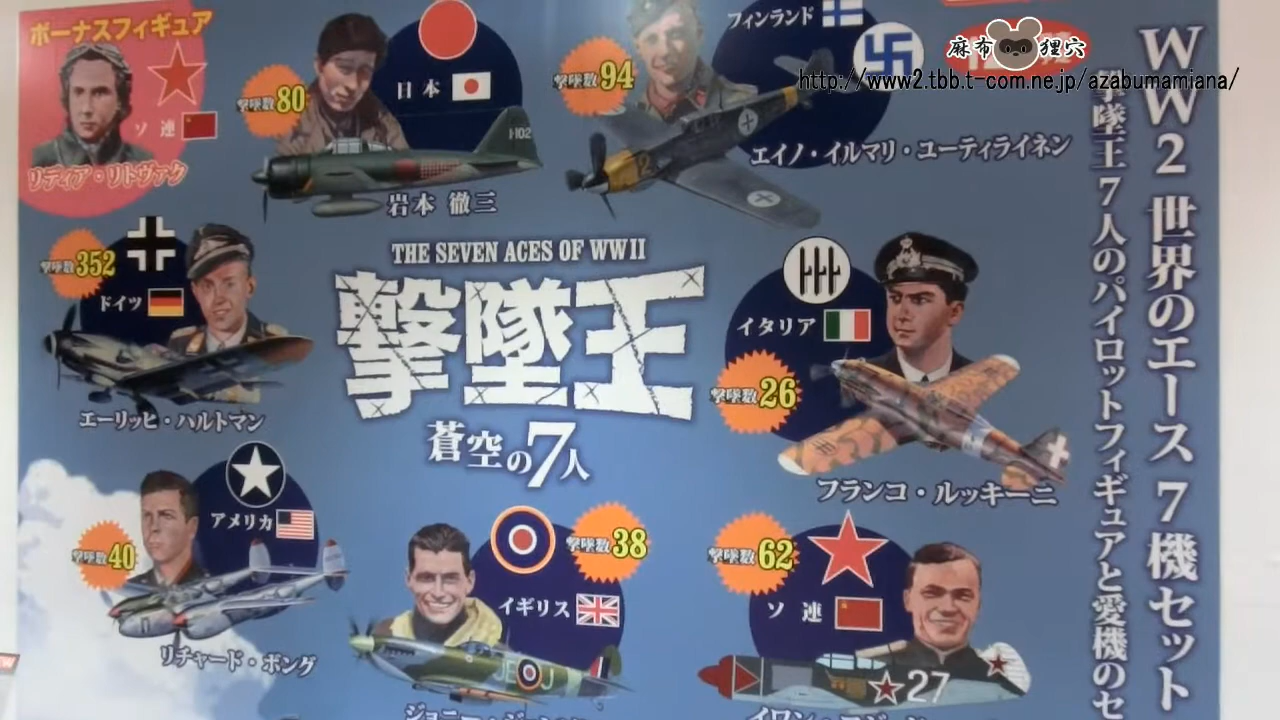 ボーナスフィギュア
ソ連
リディア・リトヴァク
撃墜数80
日本
I-102
岩本 徹三
撃墜数94
フィンランド
エイノ・イルマリ・ユーティライネン
麻布 狸穴
http://www2.tbb.t-com.ne.jp/azabumamiana/
WW2 世界のエース 7機セット
墜王7人のパイロットフィギュアと愛機のセ
撃墜数352
ドイツ
エーリッヒ・ハルトマン
THE SEVEN ACES OF WWII
撃墜王
蒼空の7人
イタリア
撃墜数26
フランコ・ルッキーニ
アメリカ
撃墜数40
リチャード・ボング
撃墜数38
イギリス
JE J
撃墜数62
ソ連
27